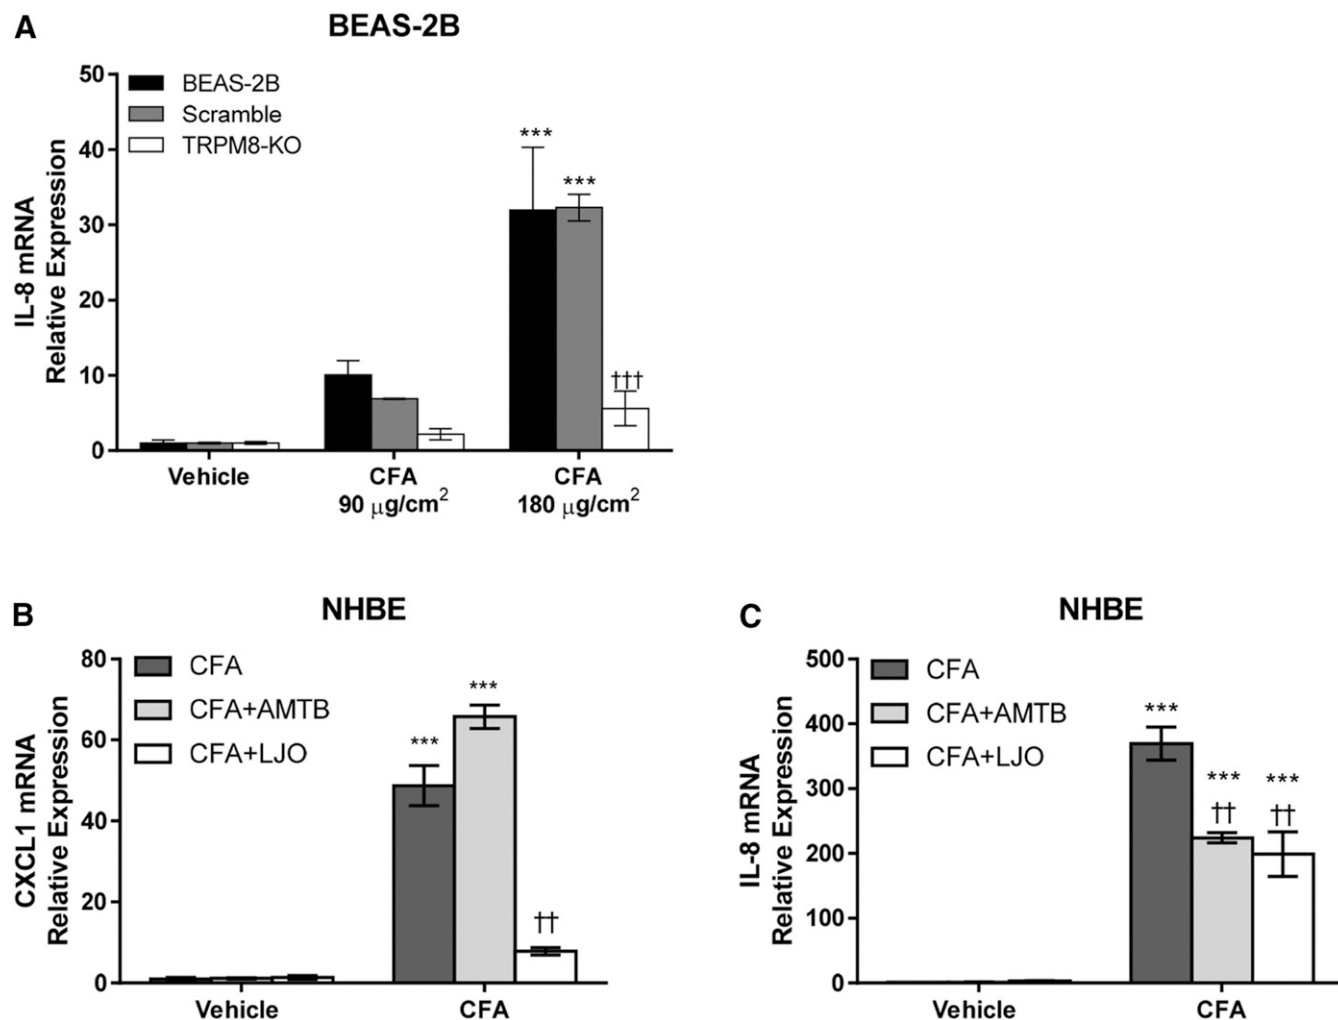 A
BEAS-2B
BEAS-2B
Scramble
TRPM8-KO
IL-8 mRNA
Relative Expression
50
40
30
20
10
0
***
***
†††
Vehicle
CFA
90 μg/cm²
CFA
180 μg/cm²
B
NHBE
CFA
CFA+AMTB
CFA+LJO
CXCL1 mRNA
Relative Expression
80
60
40
20
0
***
***
††
Vehicle
CFA
C
NHBE
CFA
CFA+AMTB
CFA+LJO
IL-8 mRNA
Relative Expression
500
400
300
200
100
0
***
***
***
††
††
Vehicle
CFA